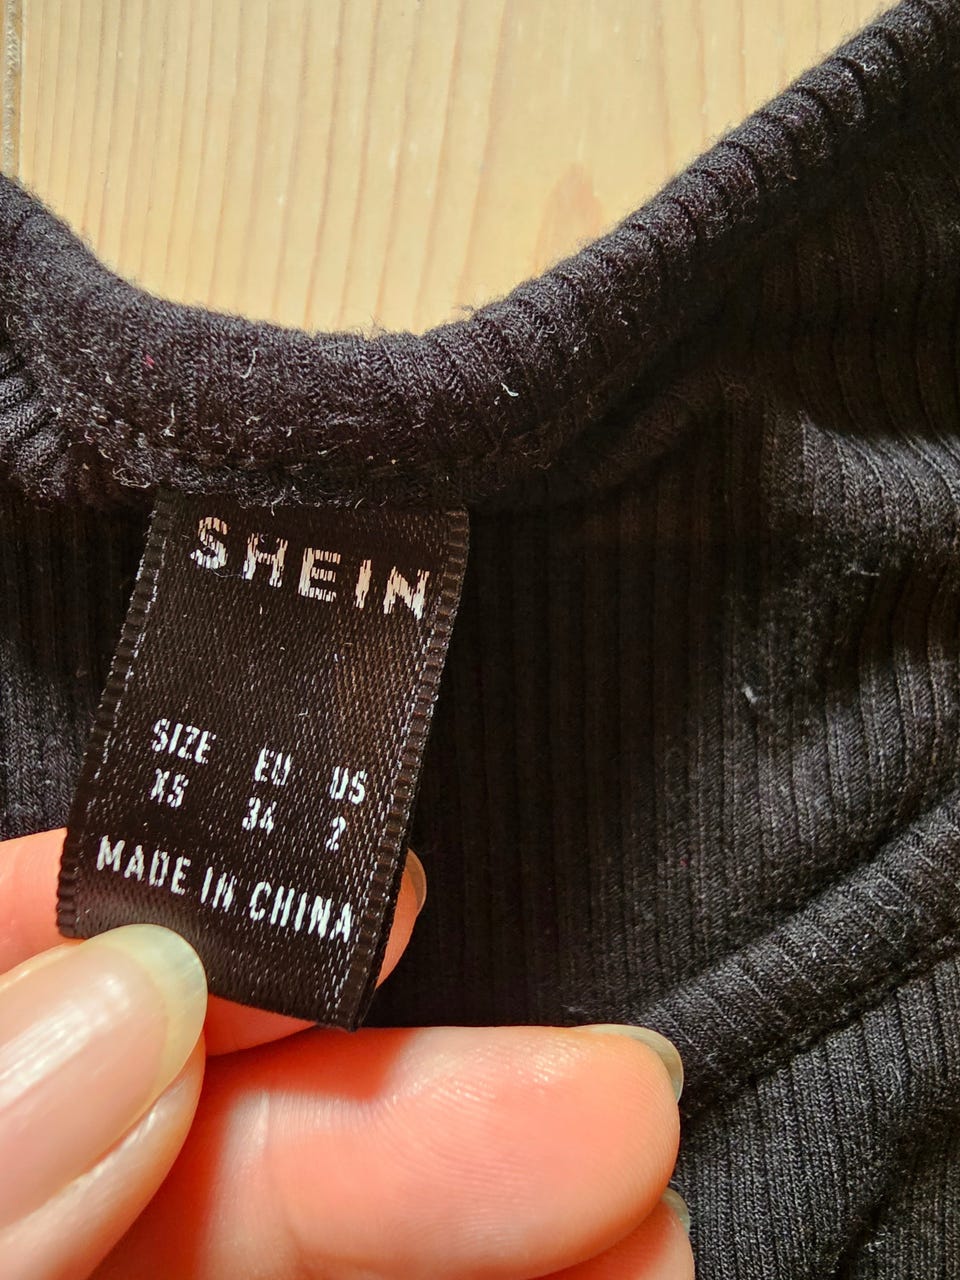 SHEIN
SIZE EU US
XS 34 2
MADE IN CHINA